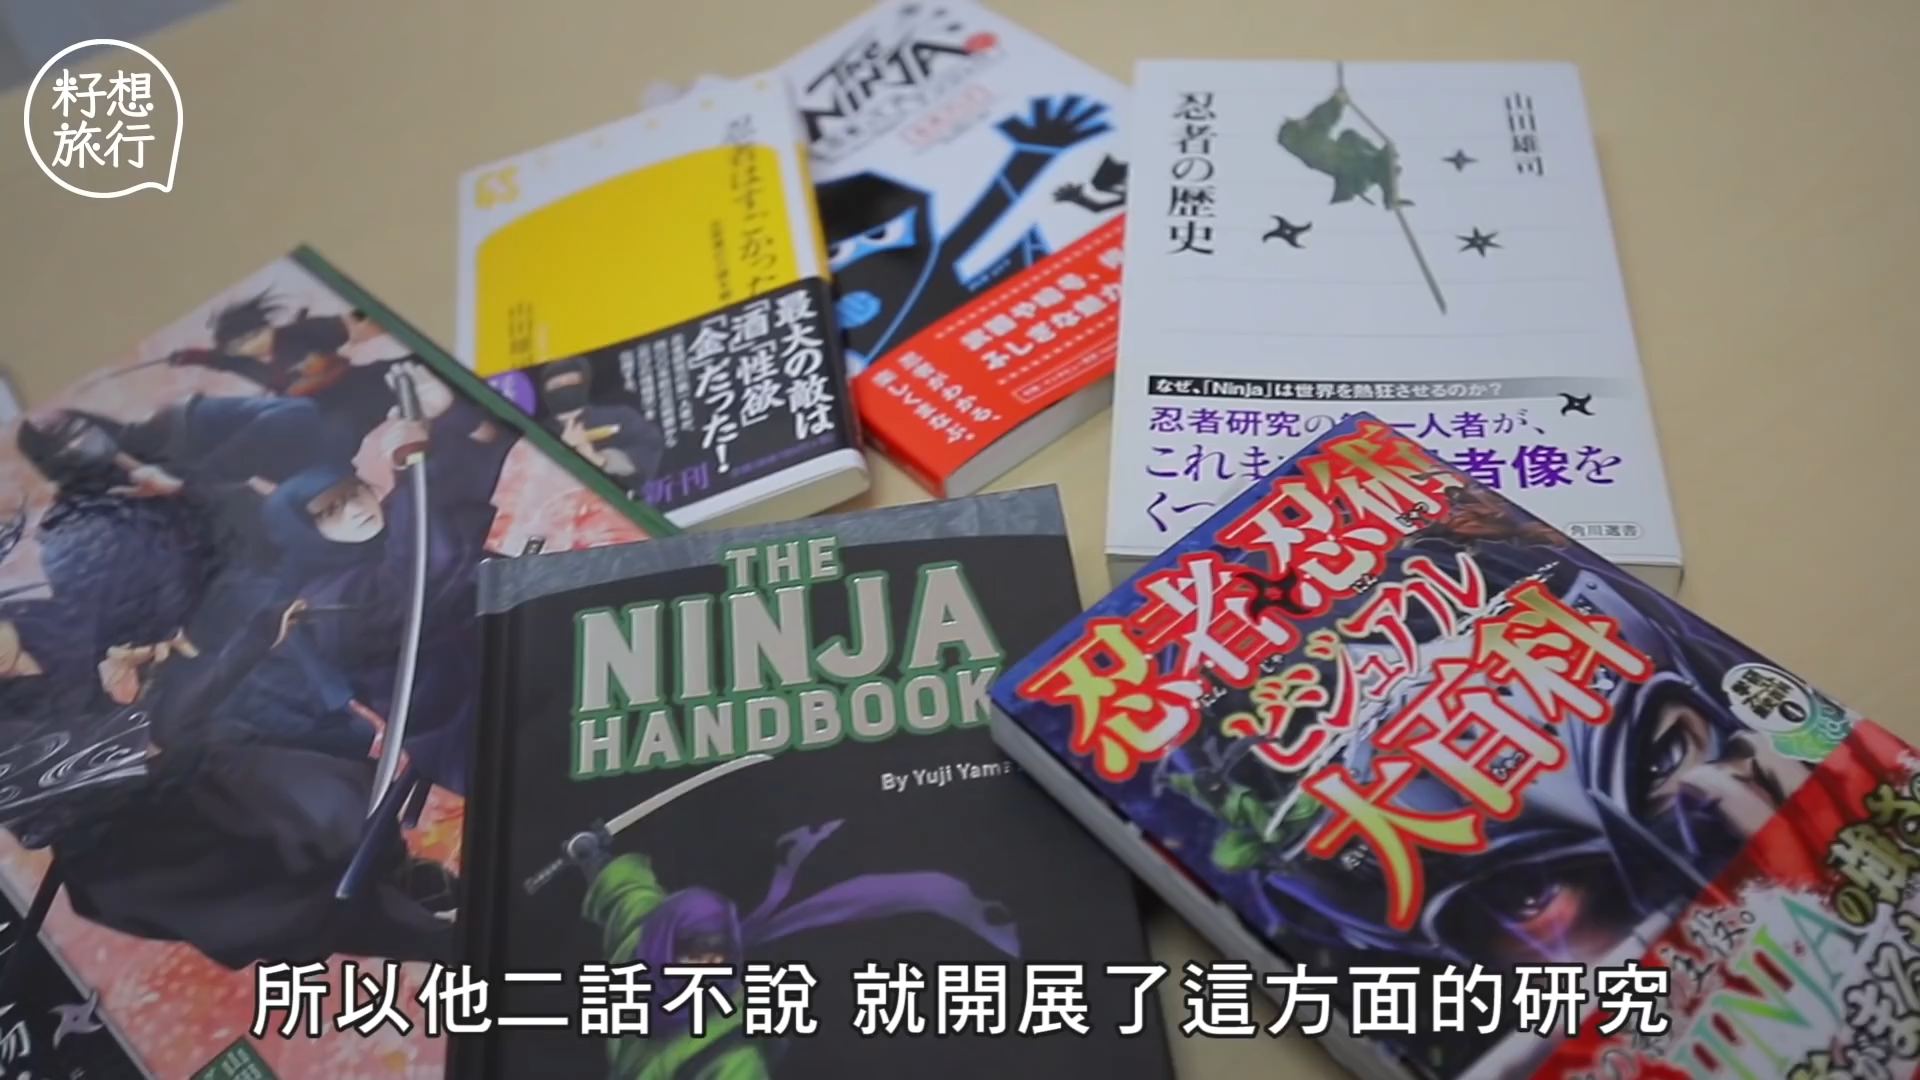 籽想
旅行
忍者はすごかった
最大の敵は
「酒」「性欲」
「金」だった!
新刊
NINJA
忍者の歴史
山田雄司
なぜ、「Ninja」は世界を熱狂させるのか?
忍者研究の
一人者が、
これま
者像を
くつ
角川選書
THE
NINJA
HANDBOOK
By Yuji Yama
忍者忍術
ビジュアル
大百科
の強さ
NINJA
所以他二話不說 就開展了這方面的研究